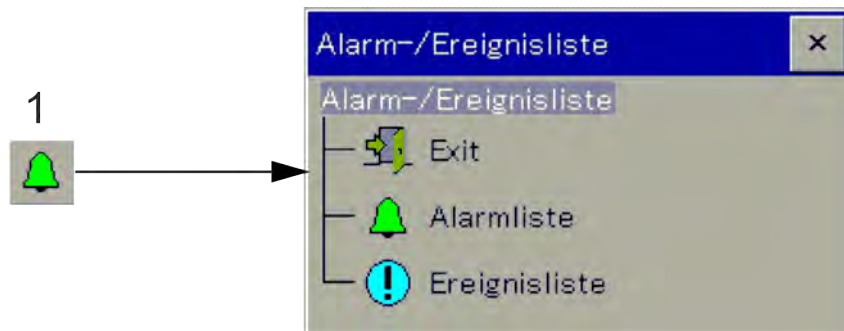 Alarm-/Ereignisliste ×
Alarm-/Ereignisliste
1
Exit
Alarmliste
! Ereignisliste